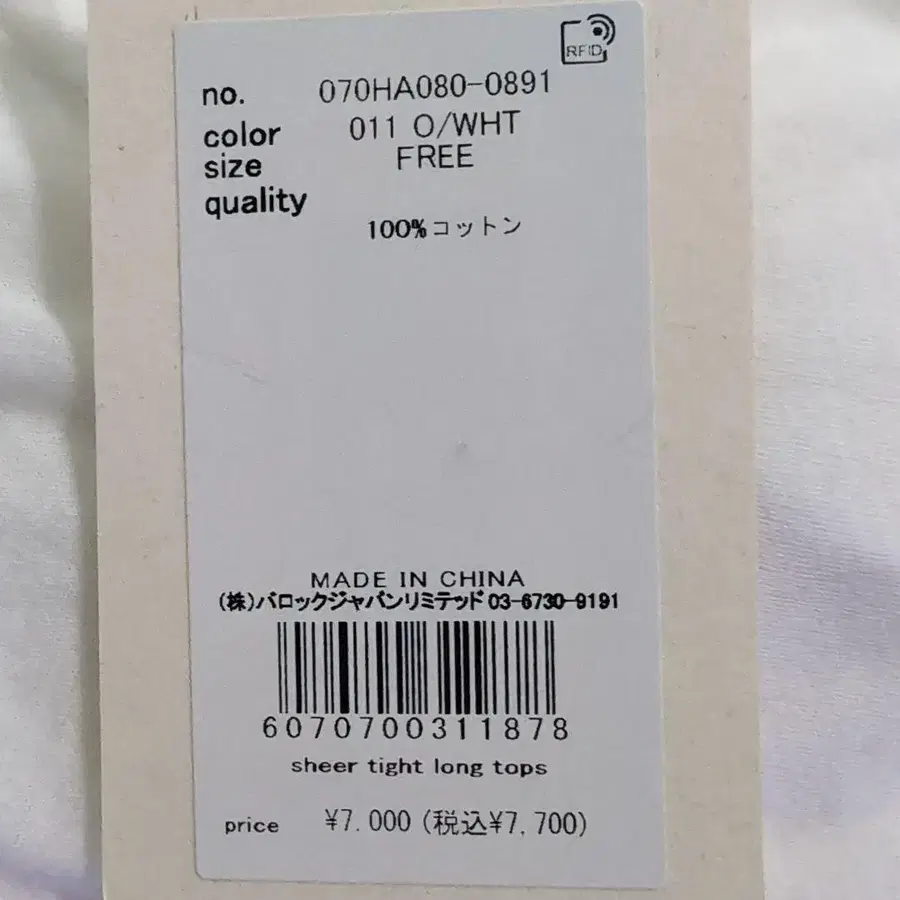 RFID
no. 070HA080-0891
color 011 O/WHT
size FREE
quality
100%コットン
MADE IN CHINA
(株)バロックジャパンリミテッド 03-6730-9191
6070700311878
sheer tight long tops
price ¥7.000 (税込¥7.700)